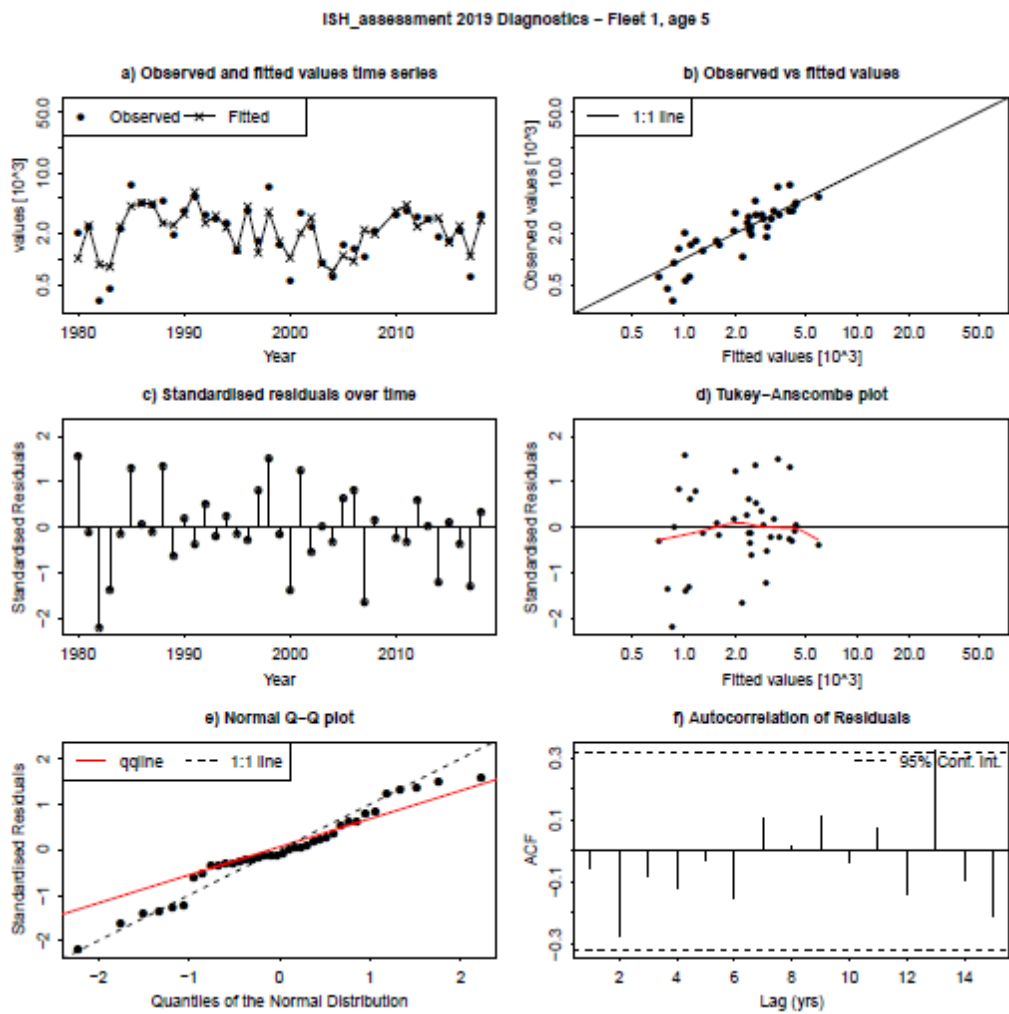 ISH_assessment 2019 Diagnostics − Fleet 1, age 5
a) Observed and fitted values time series
values [10^3]
50.0
10.0
2.0
0.5
Observed
Fitted
1980
1990
2000
2010
Year
b) Observed vs fitted values
Observed values [10^3]
50.0
10.0
2.0
0.5
1:1 line
0.5
1.0
2.0
5.0
10.0
20.0
50.0
Fitted values [10^3]
c) Standardised residuals over time
Standardised Residuals
2
1
0
−1
−2
1980
1990
2000
2010
Year
d) Tukey−Anscombe plot
Standardised Residuals
2
1
0
−1
−2
0.5
1.0
2.0
5.0
10.0
20.0
50.0
Fitted values [10^3]
e) Normal Q−Q plot
Standardised Residuals
2
1
0
−1
−2
qqline
1:1 line
−2
−1
0
1
2
Quantiles of the Normal Distribution
f) Autocorrelation of Residuals
ACF
0.3
0.1
−0.1
−0.3
95% Conf. Int.
2
4
6
8
10
12
14
Lag (yrs)